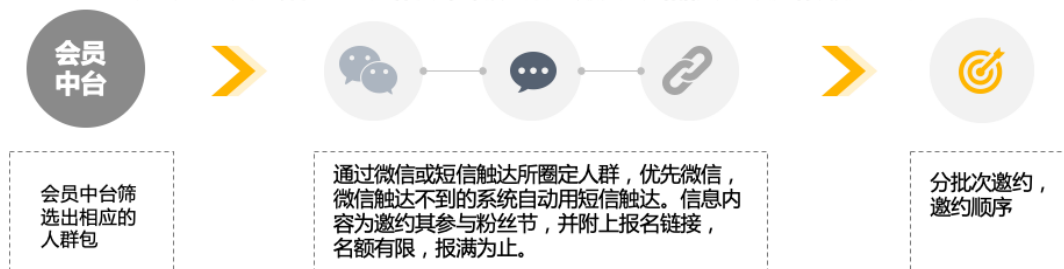 会员
中台
会员中台筛
选出相应的
人群包
通过微信或短信触达所圈定人群，优先微信，
微信触达不到的系统自动用短信触达。信息内
容为邀约其参与粉丝节，并附上报名链接，
名额有限，报满为止。
分批次邀约，
邀约顺序